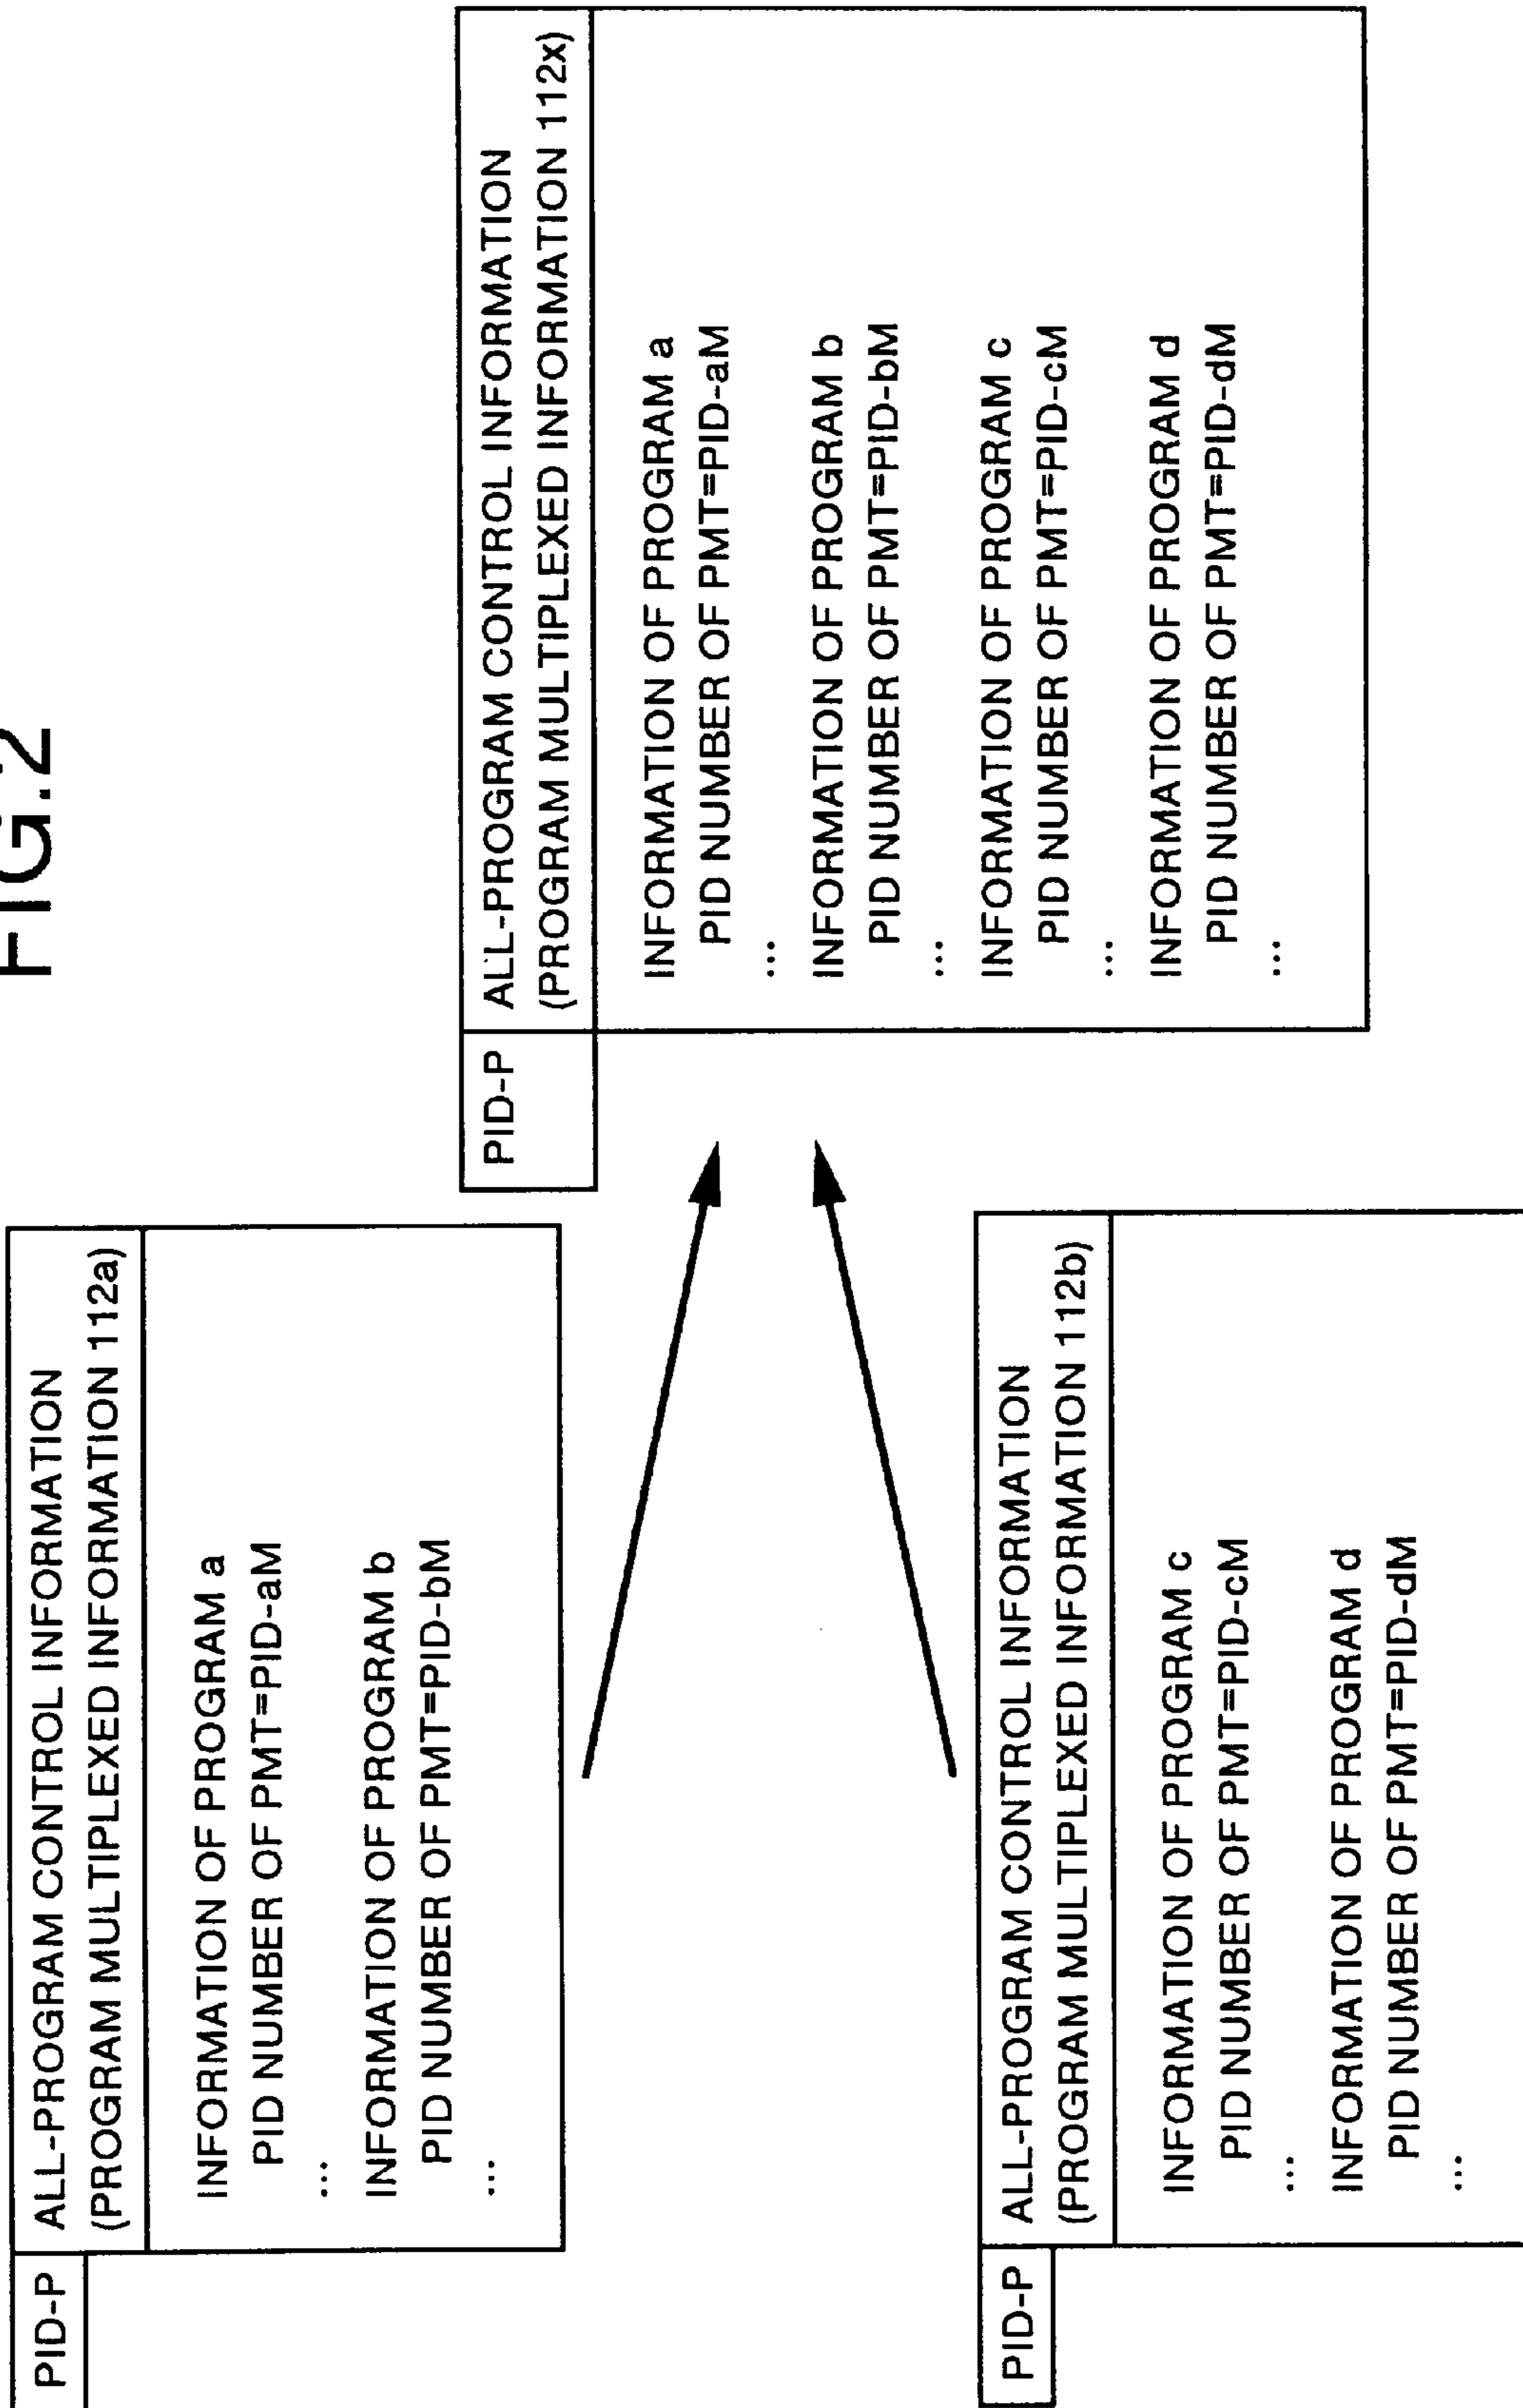 FIG.2
PID-P
ALL-PROGRAM CONTROL INFORMATION
(PROGRAM MULTIPLEXED INFORMATION 112a)
INFORMATION OF PROGRAM a
PID NUMBER OF PMT=PID-aM
...
INFORMATION OF PROGRAM b
PID NUMBER OF PMT=PID-bM
...
PID-P
ALL-PROGRAM CONTROL INFORMATION
(PROGRAM MULTIPLEXED INFORMATION 112b)
INFORMATION OF PROGRAM c
PID NUMBER OF PMT=PID-cM
...
INFORMATION OF PROGRAM d
PID NUMBER OF PMT=PID-dM
...
PID-P
ALL-PROGRAM CONTROL INFORMATION
(PROGRAM MULTIPLEXED INFORMATION 112x)
INFORMATION OF PROGRAM a
PID NUMBER OF PMT=PID-aM
...
INFORMATION OF PROGRAM b
PID NUMBER OF PMT=PID-bM
...
INFORMATION OF PROGRAM c
PID NUMBER OF PMT=PID-cM
...
INFORMATION OF PROGRAM d
PID NUMBER OF PMT=PID-dM
...